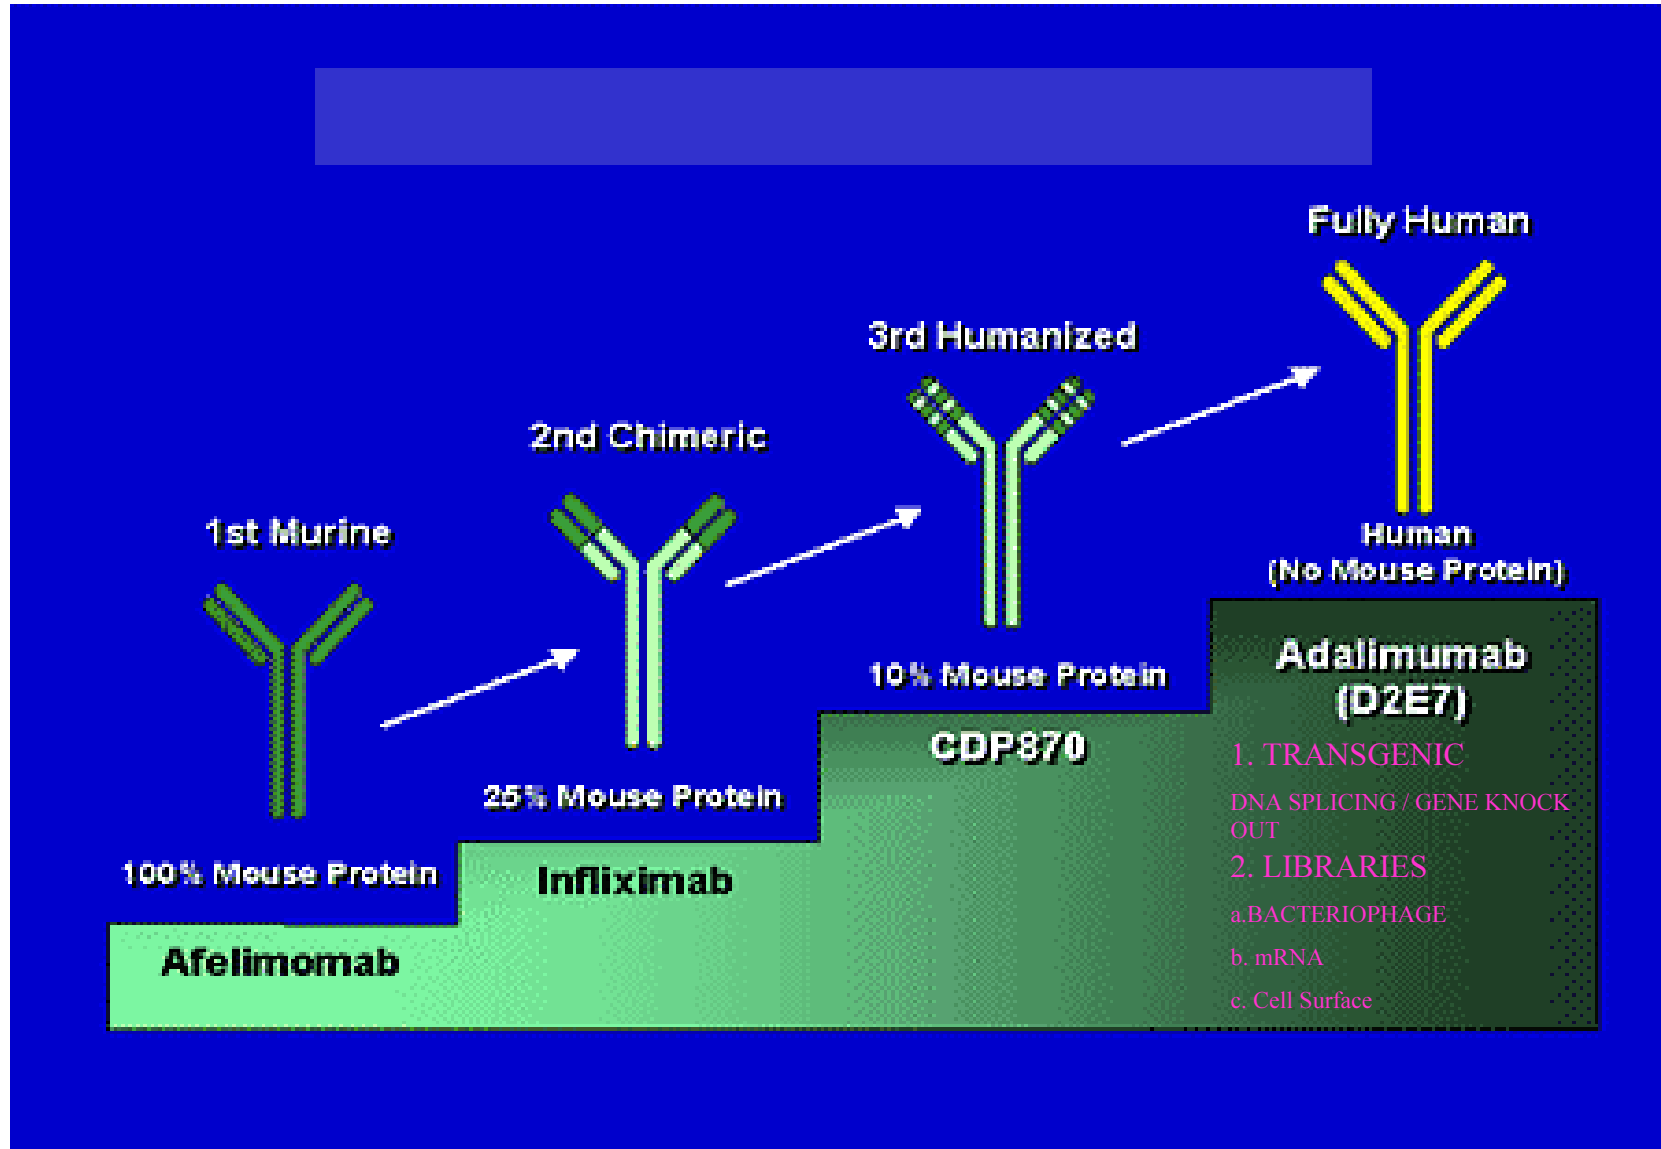 Fully Human
3rd Humanized
2nd Chimeric
1st Murine
Human
(No Mouse Protein)
10% Mouse Protein
25% Mouse Protein
100% Mouse Protein
Adalimumab
(D2E7)
CDP870
Infliximab
Afelimomab
1. TRANSGENIC
DNA SPLICING / GENE KNOCK
OUT
2. LIBRARIES
a.BACTERIOPHAGE
b. mRNA
c. Cell Surface